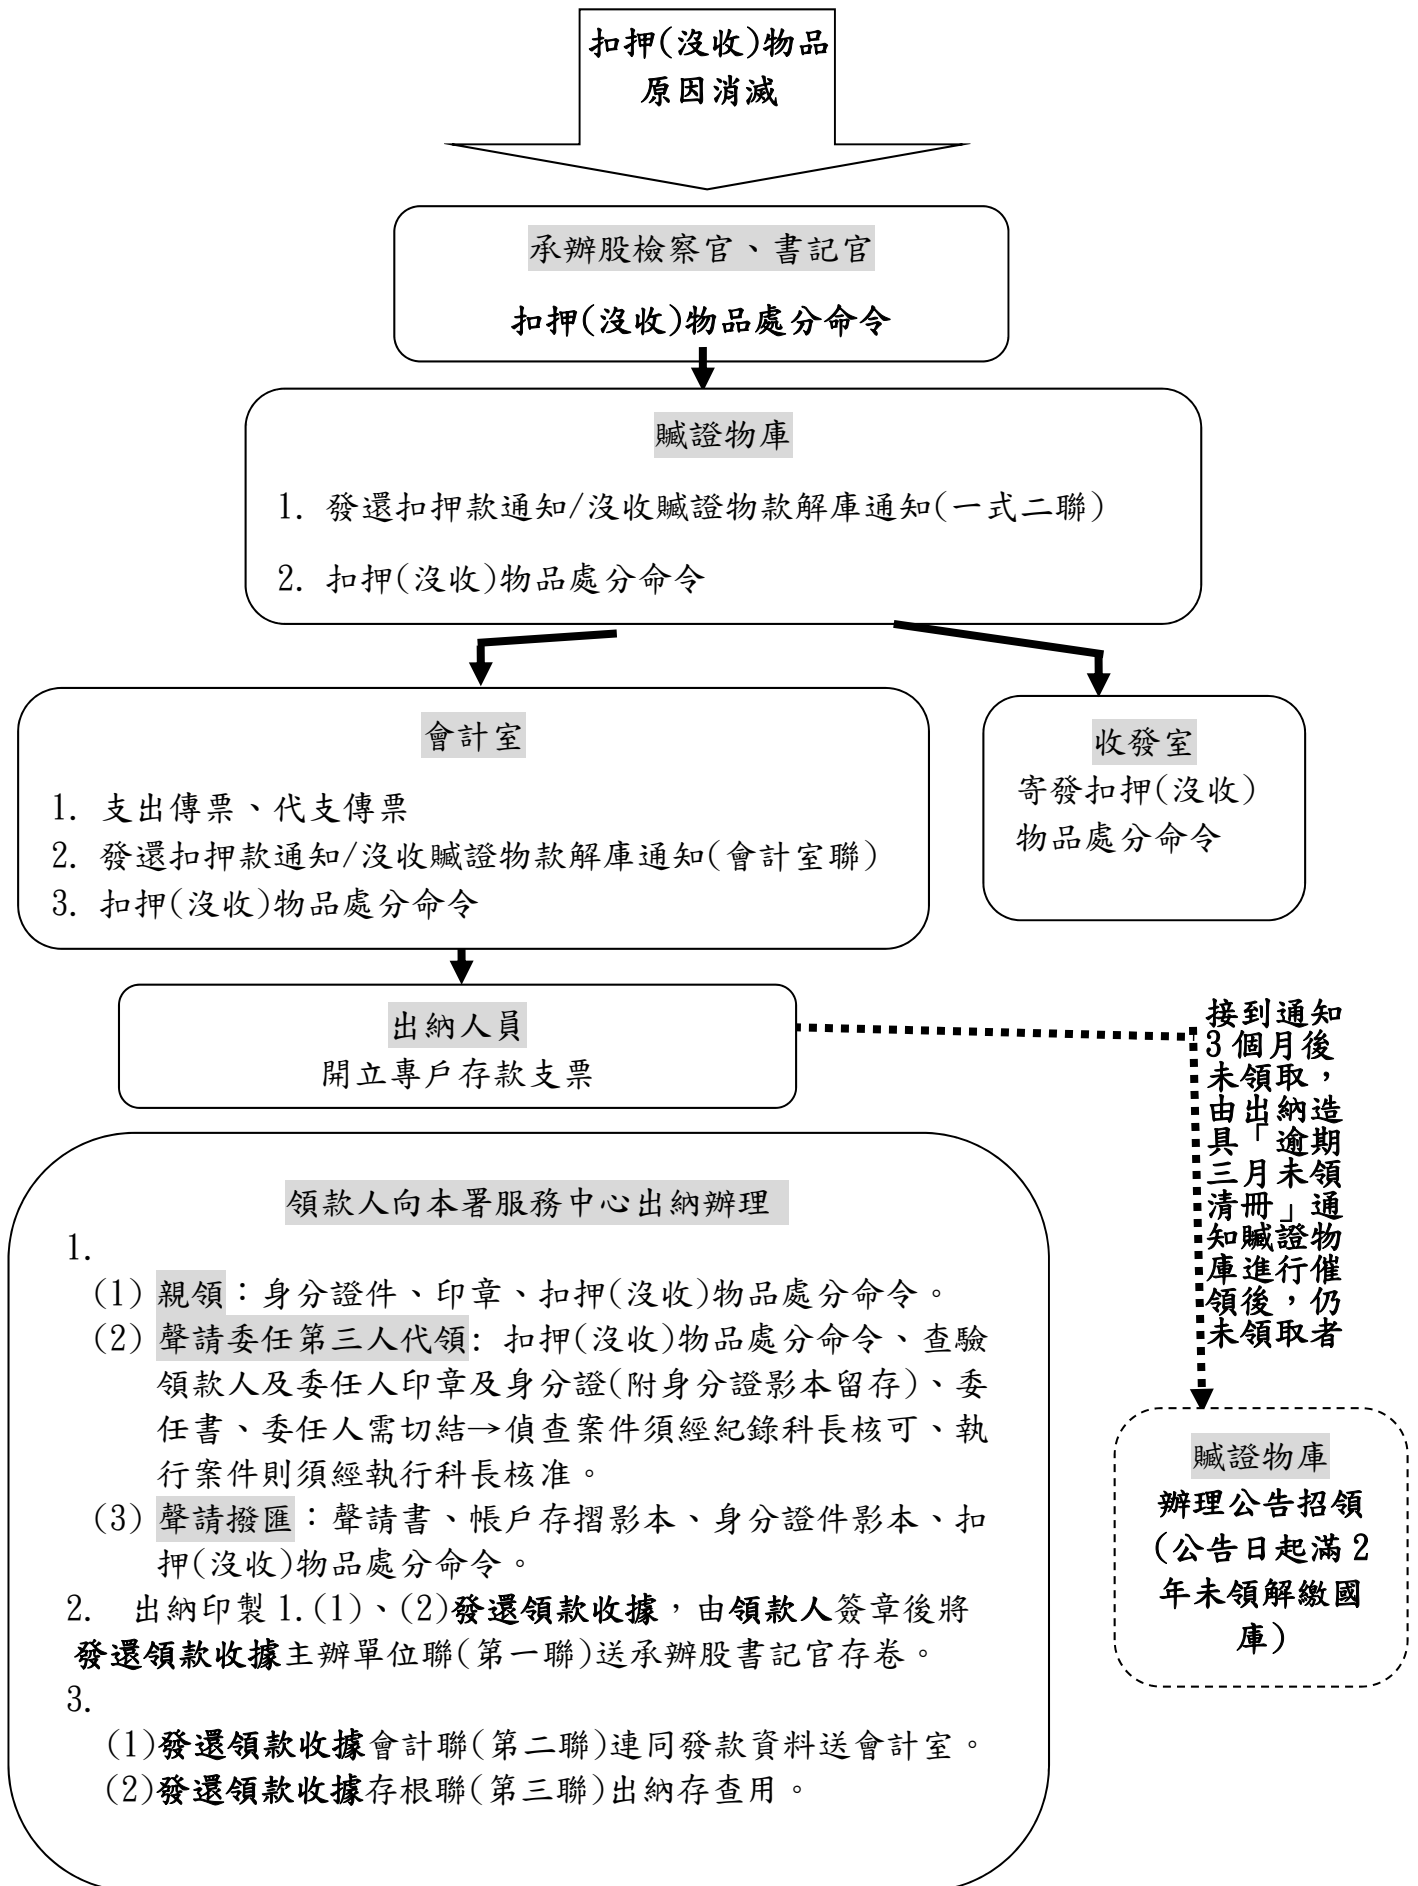 扣押(沒收)物品
原因消滅
承辦股檢察官、書記官
扣押(沒收)物品處分命令
贓證物庫
1. 發還扣押款通知/沒收贓證物款解庫通知(一式二聯)
2. 扣押(沒收)物品處分命令
會計室
1. 支出傳票、代支傳票
2. 發還扣押款通知/沒收贓證物款解庫通知(會計室聯)
3. 扣押(沒收)物品處分命令
收發室
寄發扣押(沒收)
物品處分命令
出納人員
開立專戶存款支票
接到通知
3 個月後
未領取，
由出納造
具「逾期
三月未領
清冊」通
知贓證物
庫進行催
領後，仍
未領取者
領款人向本署服務中心出納辦理
1.
(1) 親領：身分證件、印章、扣押(沒收)物品處分命令。
(2) 聲請委任第三人代領: 扣押(沒收)物品處分命令、查驗
領款人及委任人印章及身分證(附身分證影本留存)、委
任書、委任人需切結→偵查案件須經紀錄科長核可、執
行案件則須經執行科長核准。
(3) 聲請撥匯：聲請書、帳戶存摺影本、身分證件影本、扣
押(沒收)物品處分命令。
2. 出納印製 1.(1)、(2)發還領款收據，由領款人簽章後將
發還領款收據主辦單位聯(第一聯)送承辦股書記官存卷。
3.
(1)發還領款收據會計聯(第二聯)連同發款資料送會計室。
(2)發還領款收據存根聯(第三聯)出納存查用。
贓證物庫
辦理公告招領
(公告日起滿 2
年未領解繳國
庫)